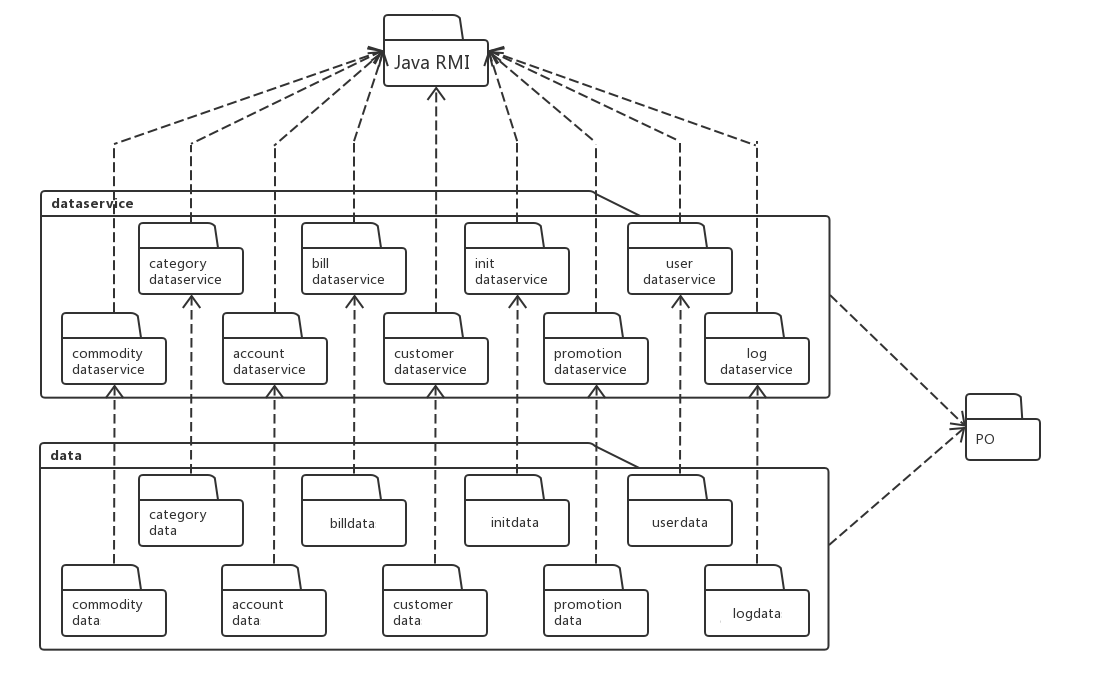 Java RMI
dataservice
category
dataservice
bill
dataservice
init
dataservice
user
dataservice
commodity
dataservice
account
dataservice
customer
dataservice
promotion
dataservice
log
dataservice
PO
data
category
data
billdata
initdata
userdata
commodity
data
account
data
customer
data
promotion
data
logdata